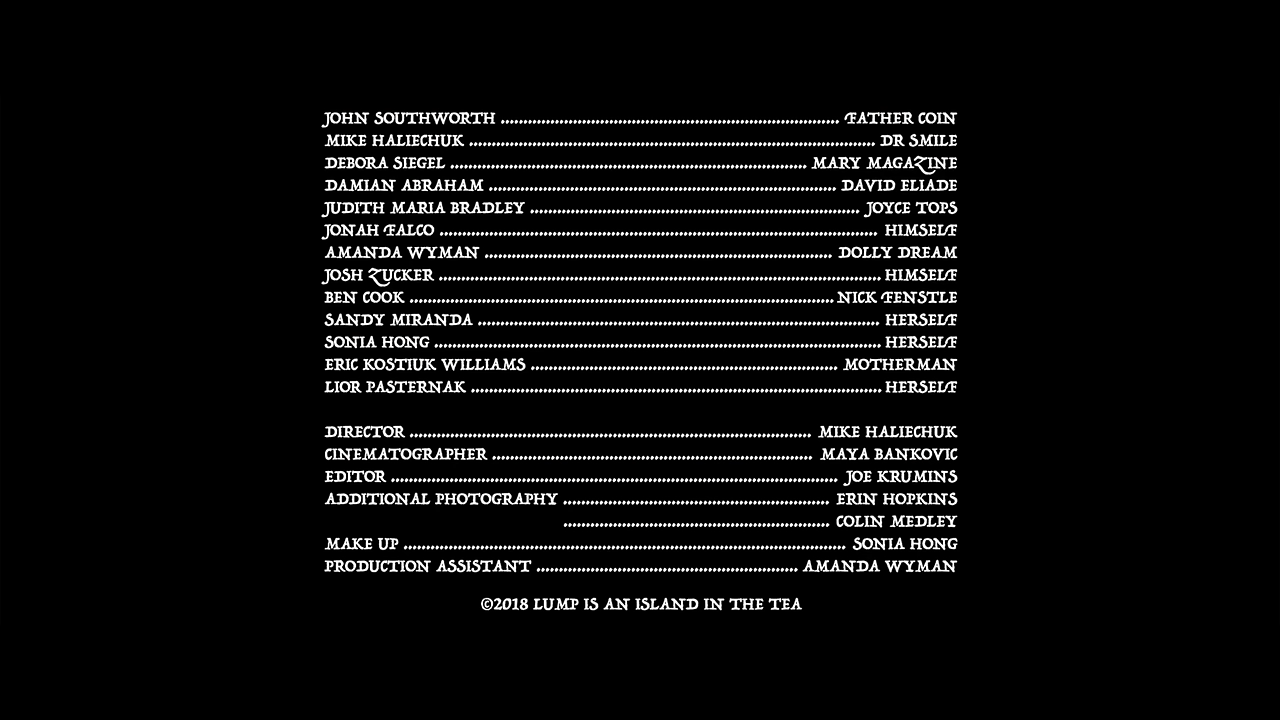 JOHN SOUTHWORTH ........................................................................... FATHER COIN
MIKE HALIECHUK .......................................................................................... DR SMILE
DEBORA SIEGEL ............................................................................... MARY MAGAZINE
DAMIAN ABRAHAM ............................................................................. DAVID ELIADE
JUDITH MARIA BRADLEY ......................................................................... JOYCE TOPS
JONAH FALCO ................................................................................................. HIMSELF
AMANDA WYMAN ............................................................................. DOLLY DREAM
JOSH ZUCKER .................................................................................................. HIMSELF
BEN COOK .............................................................................................. NICK FENSTLE
SANDY MIRANDA ......................................................................................... HERSELF
SONIA HONG ................................................................................................... HERSELF
ERIC KOSTIUK WILLIAMS .................................................................... MOTHERMAN
LIOR PASTERNAK ........................................................................................... HERSELF
DIRECTOR ......................................................................................... MIKE HALIECHUK
CINEMATOGRAPHER ....................................................................... MAYA BANKOVIC
EDITOR ................................................................................................... JOE KRUMINS
ADDITIONAL PHOTOGRAPHY ........................................................... ERIN HOPKINS
........................................................... COLIN MEDLEY
MAKE UP .................................................................................................. SONIA HONG
PRODUCTION ASSISTANT .......................................................... AMANDA WYMAN
©2018 LUMP IS AN ISLAND IN THE TEA